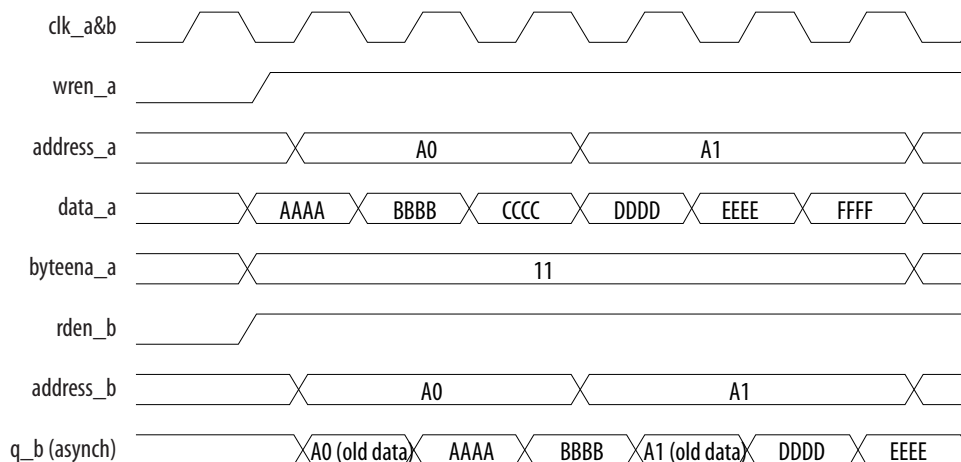 clk_a&b
wren_a
address_a A0 A1
data_a AAAA BBBB CCCC DDDD EEEE FFFF
byteena_a 11
rden_b
address_b A0 A1
q_b (asynch) A0 (old data) AAAA BBBB A1 (old data) DDDD EEEE